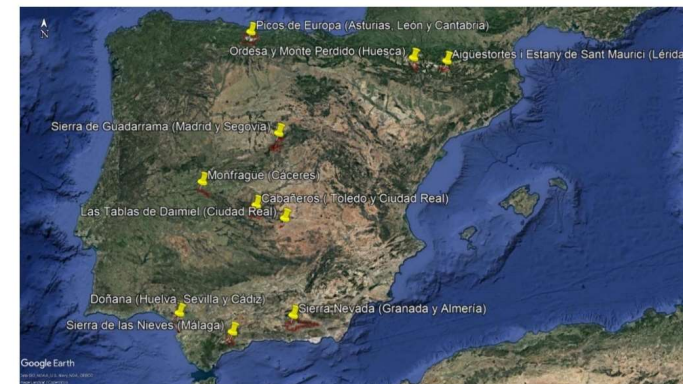 Picos de Europa (Asturias, León y Cantabria)
N
Ordesa y Monte Perdido (Huesca)
Aigüestortes i Estany de Sant Maurici (Lérida
Sierra de Guadarrama (Madrid y Segovia)
Monfragüe (Cáceres)
Cabañeros ( Toledo y Ciudad Real)
Las Tablas de Daimiel (Ciudad Real)
Doñana (Huelva, Sevilla y Cádiz)
Sierra Nevada (Granada y Almería)
Sierra de las Nieves (Málaga)
Google Earth